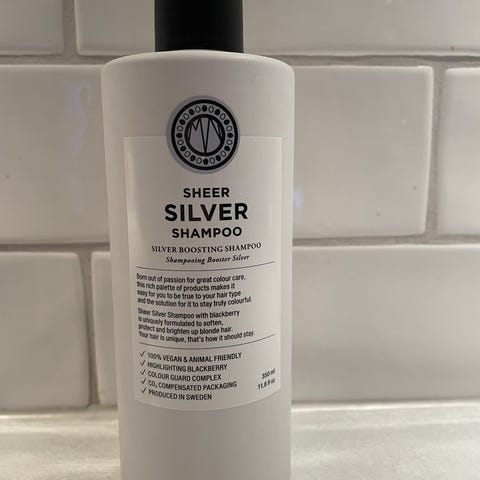 SHEER
SILVER
SHAMPOO
SILVER BOOSTING SHAMPOO
Shampooing Booster Silver
Born out of passion for great colour care,
this rich palette of products makes it
easy for you to be true to your hair type
and the solution for it to stay truly colourful.
Sheer Silver Shampoo with blackberry
is uniquely formulated to soften,
protect and brighten up blonde hair.
Your hair is unique, that's how it should stay.
✓ 100% VEGAN & ANIMAL FRIENDLY
✓ HIGHLIGHTING BLACKBERRY
✓ COLOUR GUARD COMPLEX
✓ CO₂ COMPENSATED PACKAGING
✓ PRODUCED IN SWEDEN
350 ml
11.8 fl oz